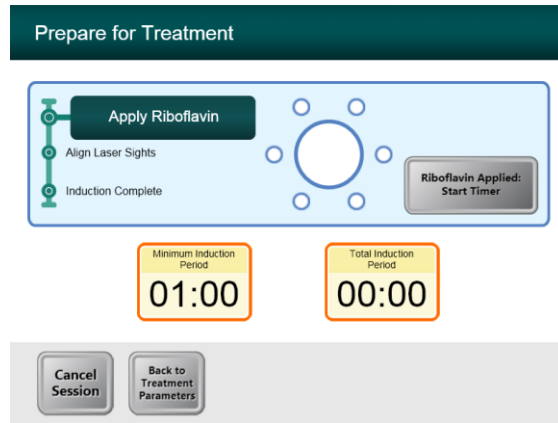 Prepare for Treatment
Apply Riboflavin
Align Laser Sights
Induction Complete
Riboflavin Applied:
Start Timer
Minimum Induction
Period
01:00
Total Induction
Period
00:00
Cancel
Session
Back to
Treatment
Parameters